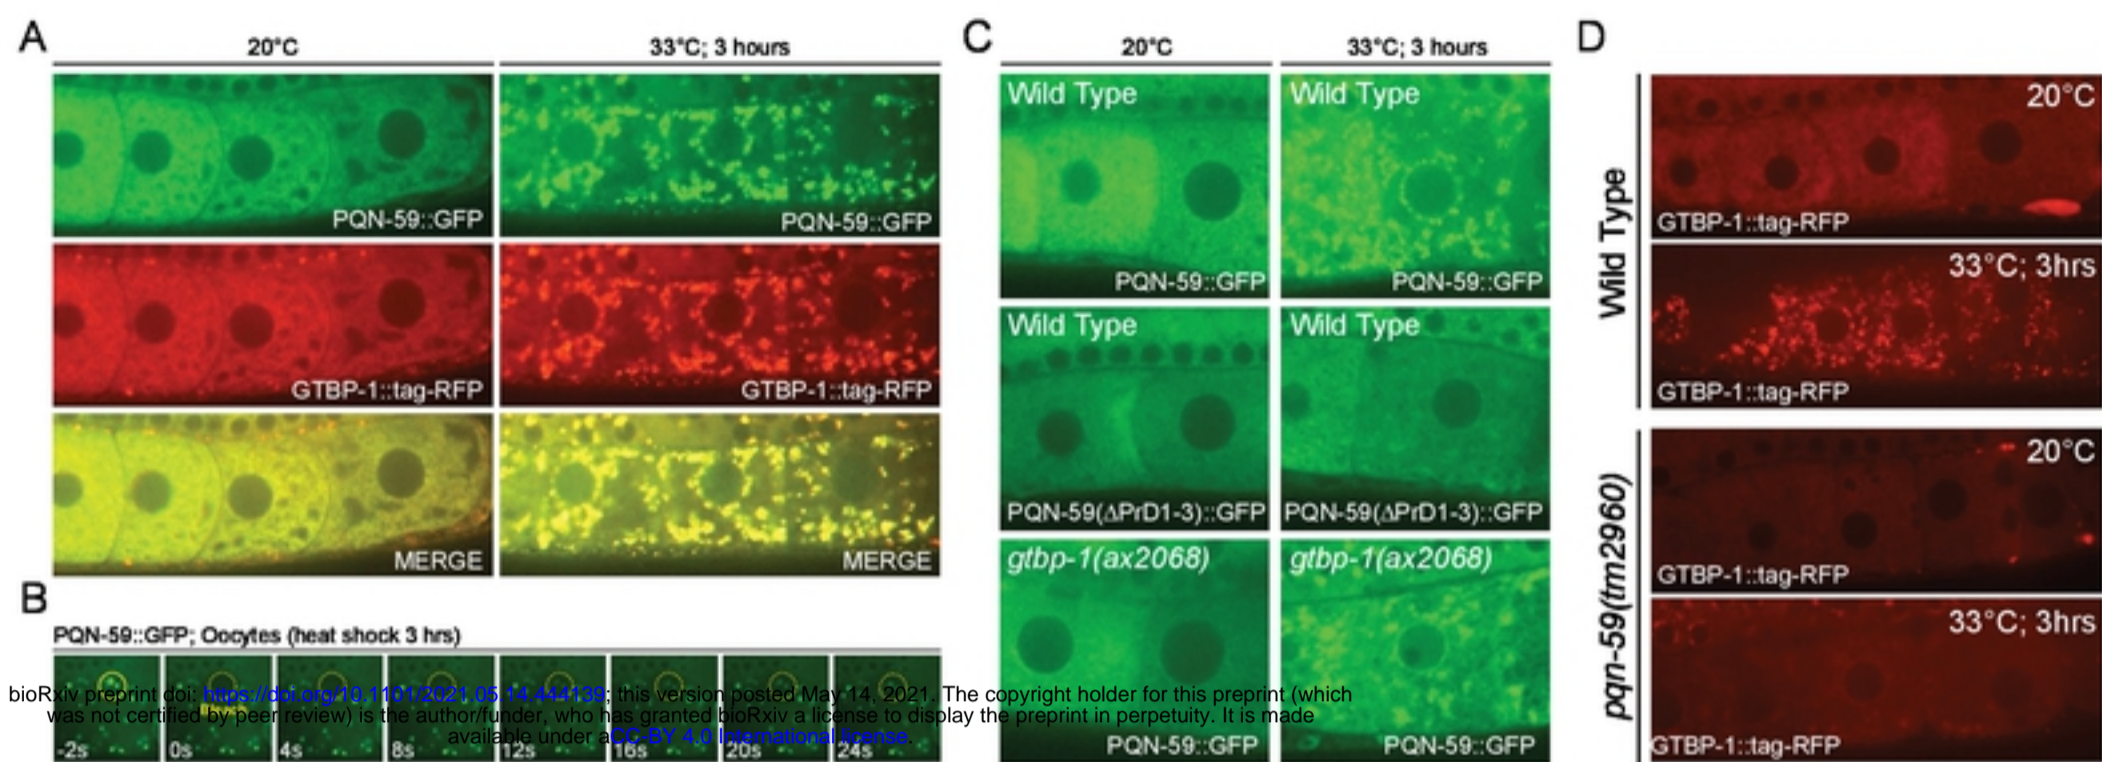 A
20°C
33°C; 3 hours
PQN-59::GFP
PQN-59::GFP
GTBP-1::tag-RFP
GTBP-1::tag-RFP
MERGE
MERGE
B
PQN-59::GFP; Oocytes (heat shock 3 hrs)
-2s
0s
4s
8s
12s
16s
20s
24s
C
20°C
33°C; 3 hours
Wild Type
PQN-59::GFP
Wild Type
PQN-59::GFP
Wild Type
PQN-59(ΔPrD1-3)::GFP
Wild Type
PQN-59(ΔPrD1-3)::GFP
gtbp-1(ax2068)
PQN-59::GFP
gtbp-1(ax2068)
PQN-59::GFP
D
Wild Type
20°C
GTBP-1::tag-RFP
33°C; 3hrs
GTBP-1::tag-RFP
pqn-59(tm2960)
20°C
GTBP-1::tag-RFP
33°C; 3hrs
GTBP-1::tag-RFP
bioRxiv preprint doi: https://doi.org/10.1101/2021.05.14.444139; this version posted May 14, 2021. The copyright holder for this preprint (which
was not certified by peer review) is the author/funder, who has granted bioRxiv a license to display the preprint in perpetuity. It is made
available under aCC-BY 4.0 International license.